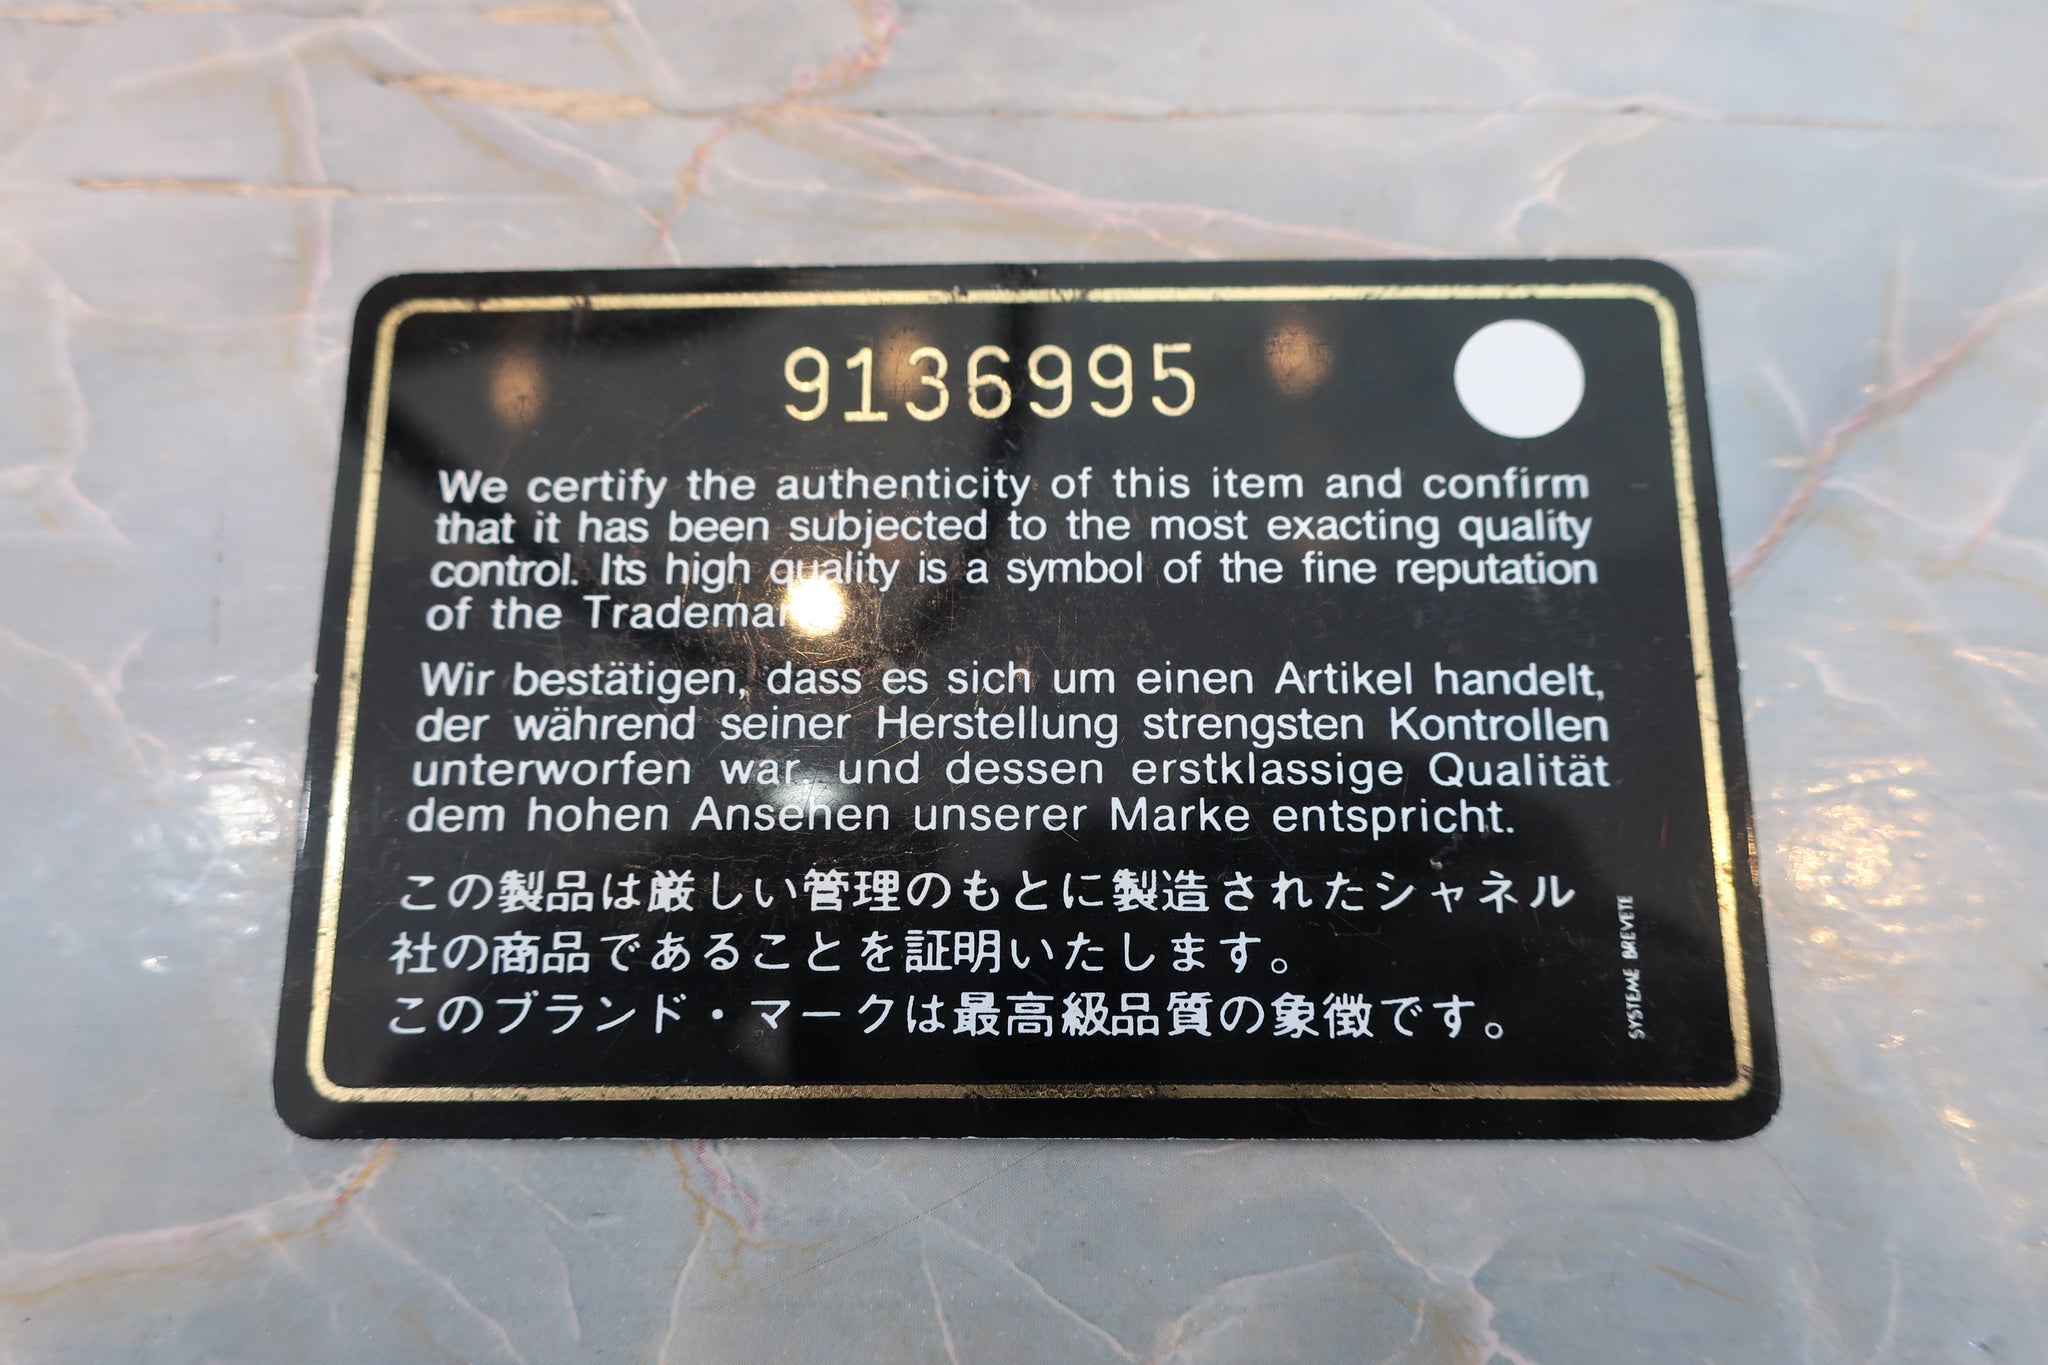 9136995
We certify the authenticity of this item and confirm
that it has been subjected to the most exacting quality
control. Its high quality is a symbol of the fine reputation
of the Trademark.
Wir bestätigen, dass es sich um einen Artikel handelt,
der während seiner Herstellung strengsten Kontrollen
unterworfen war, und dessen erstklassige Qualität
dem hohen Ansehen unserer Marke entspricht.
この製品は厳しい管理のもとに製造されたシャネル
社の商品であることを証明いたします。
このブランド・マークは最高級品質の象徴です。
SYSTEME BREVETE